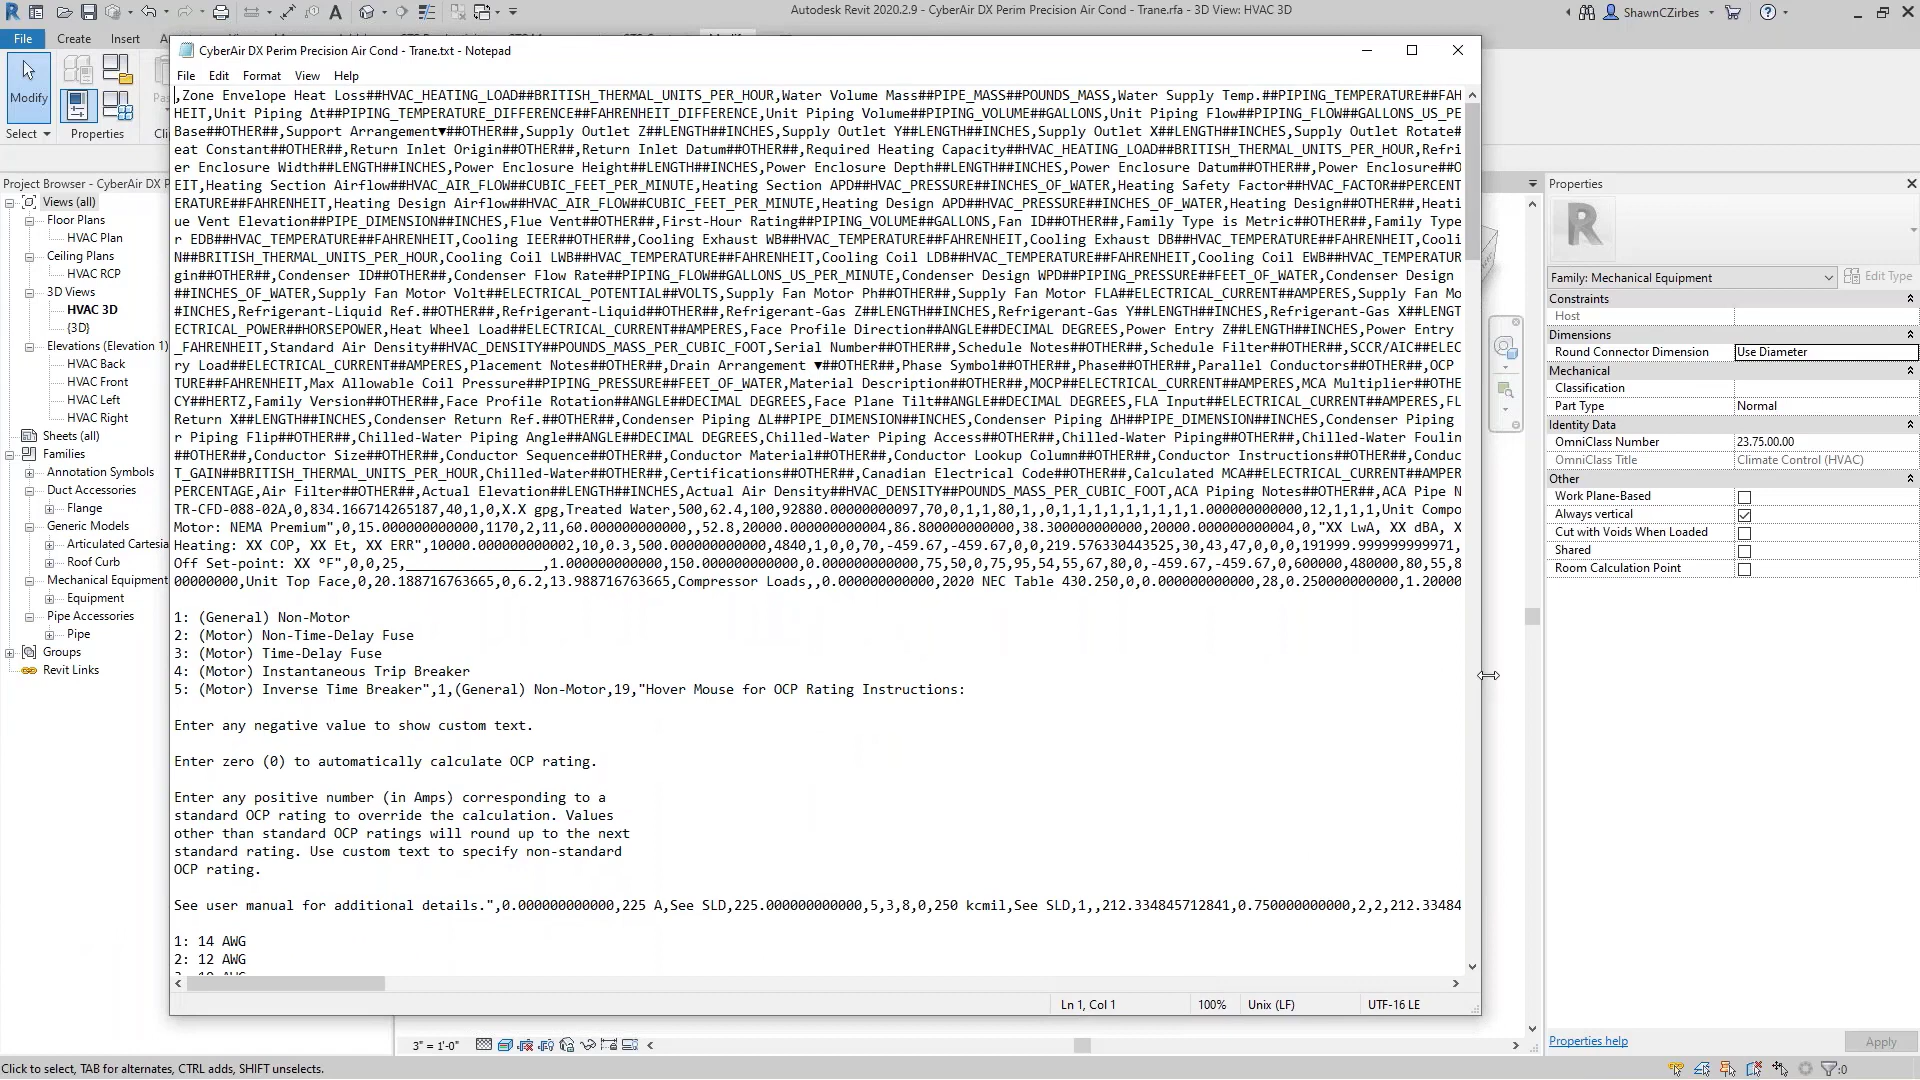 Autodesk Revit 2020.2.9 - CyberAir DX Perim Precision Air Cond - Trane.rfa - 3D View: HVAC 3D
ShawnCZirbes
File
Create
Insert
Modify
Select
Properties
Project Browser - CyberAir DX P
Views (all)
Floor Plans
HVAC Plan
Ceiling Plans
HVAC RCP
3D Views
HVAC 3D
{3D}
Elevations (Elevation 1)
HVAC Back
HVAC Front
HVAC Left
HVAC Right
Sheets (all)
Families
Annotation Symbols
Duct Accessories
Flange
Generic Models
Articulated Cartesia
Roof Curb
Mechanical Equipment
Equipment
Pipe Accessories
Pipe
Groups
Revit Links
CyberAir DX Perim Precision Air Cond - Trane.txt - Notepad
File Edit Format View Help
,Zone Envelope Heat Loss##HVAC_HEATING_LOAD##BRITISH_THERMAL_UNITS_PER_HOUR,Water Volume Mass##PIPE_MASS##POUNDS_MASS,Water Supply Temp.##PIPING_TEMPERATURE##FAH
HEIT,Unit Piping Δt##PIPING_TEMPERATURE_DIFFERENCE##FAHRENHEIT_DIFFERENCE,Unit Piping Volume##PIPING_VOLUME##GALLONS,Unit Piping Flow##PIPING_FLOW##GALLONS_US_PE
Base##OTHER##,Support Arrangement▼##OTHER##,Supply Outlet Z##LENGTH##INCHES,Supply Outlet Y##LENGTH##INCHES,Supply Outlet X##LENGTH##INCHES,Supply Outlet Rotate#
eat Constant##OTHER##,Return Inlet Origin##OTHER##,Return Inlet Datum##OTHER##,Required Heating Capacity##HVAC_HEATING_LOAD##BRITISH_THERMAL_UNITS_PER_HOUR,Refri
er Enclosure Width##LENGTH##INCHES,Power Enclosure Height##LENGTH##INCHES,Power Enclosure Depth##LENGTH##INCHES,Power Enclosure Datum##OTHER##,Power Enclosure##O
EIT,Heating Section Airflow##HVAC_AIR_FLOW##CUBIC_FEET_PER_MINUTE,Heating Section APD##HVAC_PRESSURE##INCHES_OF_WATER,Heating Safety Factor##HVAC_FACTOR##PERCENT
ERATURE##FAHRENHEIT,Heating Design Airflow##HVAC_AIR_FLOW##CUBIC_FEET_PER_MINUTE,Heating Design APD##HVAC_PRESSURE##INCHES_OF_WATER,Heating Design##OTHER##,Heati
ue Vent Elevation##PIPE_DIMENSION##INCHES,Flue Vent##OTHER##,First-Hour Rating##PIPING_VOLUME##GALLONS,Fan ID##OTHER##,Family Type is Metric##OTHER##,Family Type
r EDB##HVAC_TEMPERATURE##FAHRENHEIT,Cooling IEER##OTHER##,Cooling Exhaust WB##HVAC_TEMPERATURE##FAHRENHEIT,Cooling Exhaust DB##HVAC_TEMPERATURE##FAHRENHEIT,Cooli
N##BRITISH_THERMAL_UNITS_PER_HOUR,Cooling Coil LWB##HVAC_TEMPERATURE##FAHRENHEIT,Cooling Coil LDB##HVAC_TEMPERATURE##FAHRENHEIT,Cooling Coil EWB##HVAC_TEMPERATUR
gin##OTHER##,Condenser ID##OTHER##,Condenser Flow Rate##PIPING_FLOW##GALLONS_US_PER_MINUTE,Condenser Design WPD##PIPING_PRESSURE##FEET_OF_WATER,Condenser Design
##INCHES_OF_WATER,Supply Fan Motor Volt##ELECTRICAL_POTENTIAL##VOLTS,Supply Fan Motor Ph##OTHER##,Supply Fan Motor FLA##ELECTRICAL_CURRENT##AMPERES,Supply Fan Mo
#INCHES,Refrigerant-Liquid Ref.##OTHER##,Refrigerant-Liquid##OTHER##,Refrigerant-Gas Z##LENGTH##INCHES,Refrigerant-Gas Y##LENGTH##INCHES,Refrigerant-Gas X##LENGT
ECTRICAL_POWER##HORSEPOWER,Heat Wheel Load##ELECTRICAL_CURRENT##AMPERES,Face Profile Direction##ANGLE##DECIMAL DEGREES,Power Entry Z##LENGTH##INCHES,Power Entry
_FAHRENHEIT,Standard Air Density##HVAC_DENSITY##POUNDS_MASS_PER_CUBIC_FOOT,Serial Number##OTHER##,Schedule Notes##OTHER##,Schedule Filter##OTHER##,SCCR/AIC##ELEC
ry Load##ELECTRICAL_CURRENT##AMPERES,Placement Notes##OTHER##,Drain Arrangement ▼##OTHER##,Phase Symbol##OTHER##,Phase##OTHER##,Parallel Conductors##OTHER##,OCP
TURE##FAHRENHEIT,Max Allowable Coil Pressure##PIPING_PRESSURE##FEET_OF_WATER,Material Description##OTHER##,MOCP##ELECTRICAL_CURRENT##AMPERES,MCA Multiplier##OTHE
CY##HERTZ,Family Version##OTHER##,Face Profile Rotation##ANGLE##DECIMAL DEGREES,Face Plane Tilt##ANGLE##DECIMAL DEGREES,FLA Input##ELECTRICAL_CURRENT##AMPERES,FL
Return X##LENGTH##INCHES,Condenser Return Ref.##OTHER##,Condenser Piping ΔL##PIPE_DIMENSION##INCHES,Condenser Piping ΔH##PIPE_DIMENSION##INCHES,Condenser Piping
r Piping Flip##OTHER##,Chilled-Water Piping Angle##ANGLE##DECIMAL DEGREES,Chilled-Water Piping Access##OTHER##,Chilled-Water Piping##OTHER##,Chilled-Water Foulin
##OTHER##,Conductor Size##OTHER##,Conductor Sequence##OTHER##,Conductor Material##OTHER##,Conductor Lookup Column##OTHER##,Conductor Instructions##OTHER##,Conduc
T_GAIN##BRITISH_THERMAL_UNITS_PER_HOUR,Chilled-Water##OTHER##,Certifications##OTHER##,Canadian Electrical Code##OTHER##,Calculated MCA##ELECTRICAL_CURRENT##AMPER
PERCENTAGE,Air Filter##OTHER##,Actual Elevation##LENGTH##INCHES,Actual Air Density##HVAC_DENSITY##POUNDS_MASS_PER_CUBIC_FOOT,ACA Piping Notes##OTHER##,ACA Pipe N
TR-CFD-088-02A,0,834.166714265187,40,1,0,X.X gpg,Treated Water,500,62.4,100,92880.00000000097,70,0,1,1,80,1,,0,1,1,1,1,1,1,1,1,1.000000000000,12,1,1,1,Unit Compo
Motor: NEMA Premium",0,15.000000000000,1170,2,11,60.000000000000,,52.8,20000.000000000004,86.800000000000,38.300000000000,20000.000000000004,0,"XX LwA, XX dBA, X
Heating: XX COP, XX Et, XX ERR",10000.000000000002,10,0.3,500.000000000000,4840,1,0,0,70,-459.67,-459.67,0,0,219.576330443525,30,43,47,0,0,0,191999.999999999971,
Off Set-point: XX °F",0,0,25,_________________,1.000000000000,150.000000000000,0.000000000000,75,50,0,75,95,54,55,67,80,0,-459.67,-459.67,0,600000,480000,80,55,8
00000000,Unit Top Face,0,20.188716763665,0,6.2,13.988716763665,Compressor Loads,,0.000000000000,2020 NEC Table 430.250,0,0.000000000000,28,0.250000000000,1.20000
1: (General) Non-Motor
2: (Motor) Non-Time-Delay Fuse
3: (Motor) Time-Delay Fuse
4: (Motor) Instantaneous Trip Breaker
5: (Motor) Inverse Time Breaker",1,(General) Non-Motor,19,"Hover Mouse for OCP Rating Instructions:
Enter any negative value to show custom text.
Enter zero (0) to automatically calculate OCP rating.
Enter any positive number (in Amps) corresponding to a
standard OCP rating to override the calculation. Values
other than standard OCP ratings will round up to the next
standard rating. Use custom text to specify non-standard
OCP rating.
See user manual for additional details.",0.000000000000,225 A,See SLD,225.000000000000,5,3,8,0,250 kcmil,See SLD,1,,212.334845712841,0.750000000000,2,2,212.33484
1: 14 AWG
2: 12 AWG
Ln 1, Col 1
100%
Unix (LF)
UTF-16 LE
Properties
Family: Mechanical Equipment
Edit Type
Constraints
Host
Dimensions
Round Connector Dimension Use Diameter
Mechanical
Classification
Part Type Normal
Identity Data
OmniClass Number 23.75.00.00
OmniClass Title Climate Control (HVAC)
Other
Work Plane-Based
Always vertical
Cut with Voids When Loaded
Shared
Room Calculation Point
Properties help
Apply
3" = 1'-0"
Click to select, TAB for alternates, CTRL adds, SHIFT unselects.
:0